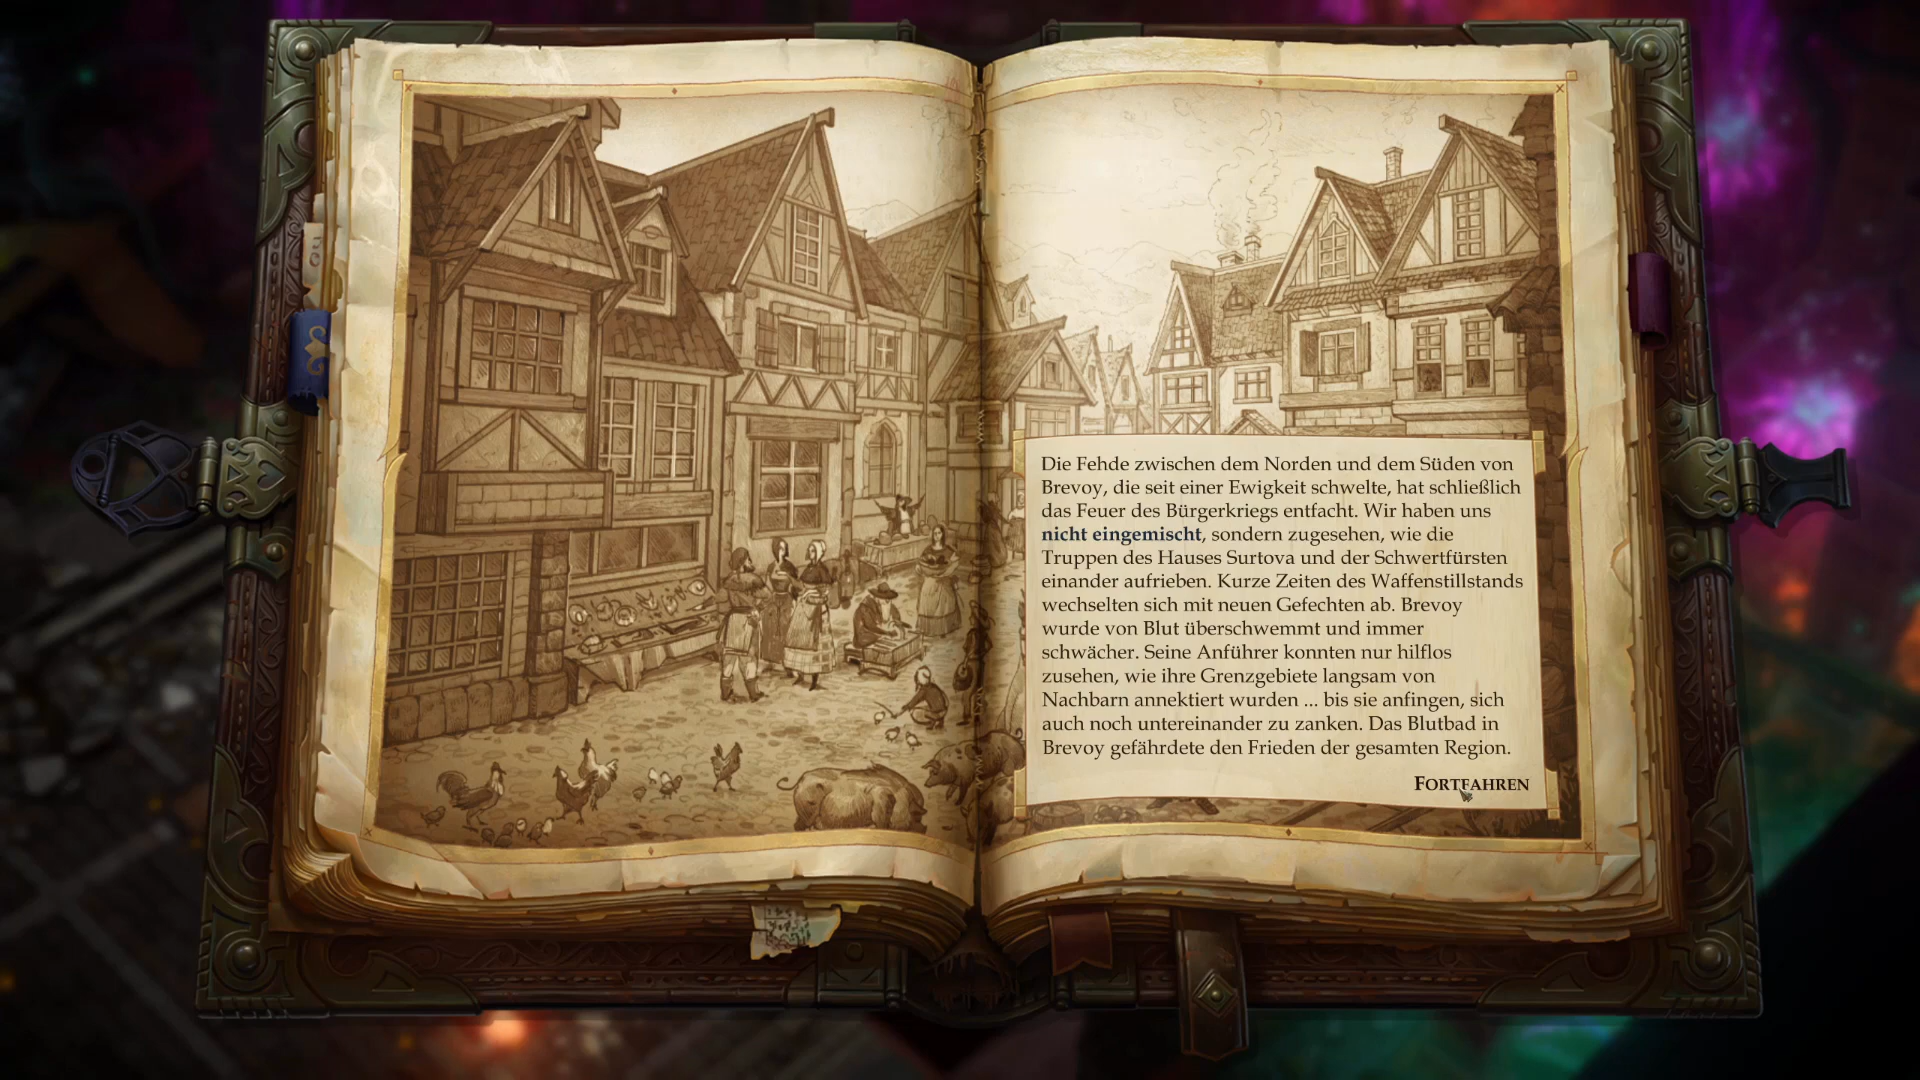 Die Fehde zwischen dem Norden und dem Süden von
Brevoy, die seit einer Ewigkeit schwelte, hat schließlich
das Feuer des Bürgerkriegs entfacht. Wir haben uns
nicht eingemischt, sondern zugesehen, wie die
Truppen des Hauses Surtova und der Schwertfürsten
einander aufrieben. Kurze Zeiten des Waffenstillstands
wechselten sich mit neuen Gefechten ab. Brevoy
wurde von Blut überschwemmt und immer
schwächer. Seine Anführer konnten nur hilflos
zusehen, wie ihre Grenzgebiete langsam von
Nachbarn annektiert wurden ... bis sie anfingen, sich
auch noch untereinander zu zanken. Das Blutbad in
Brevoy gefährdete den Frieden der gesamten Region.
FORTFAHREN